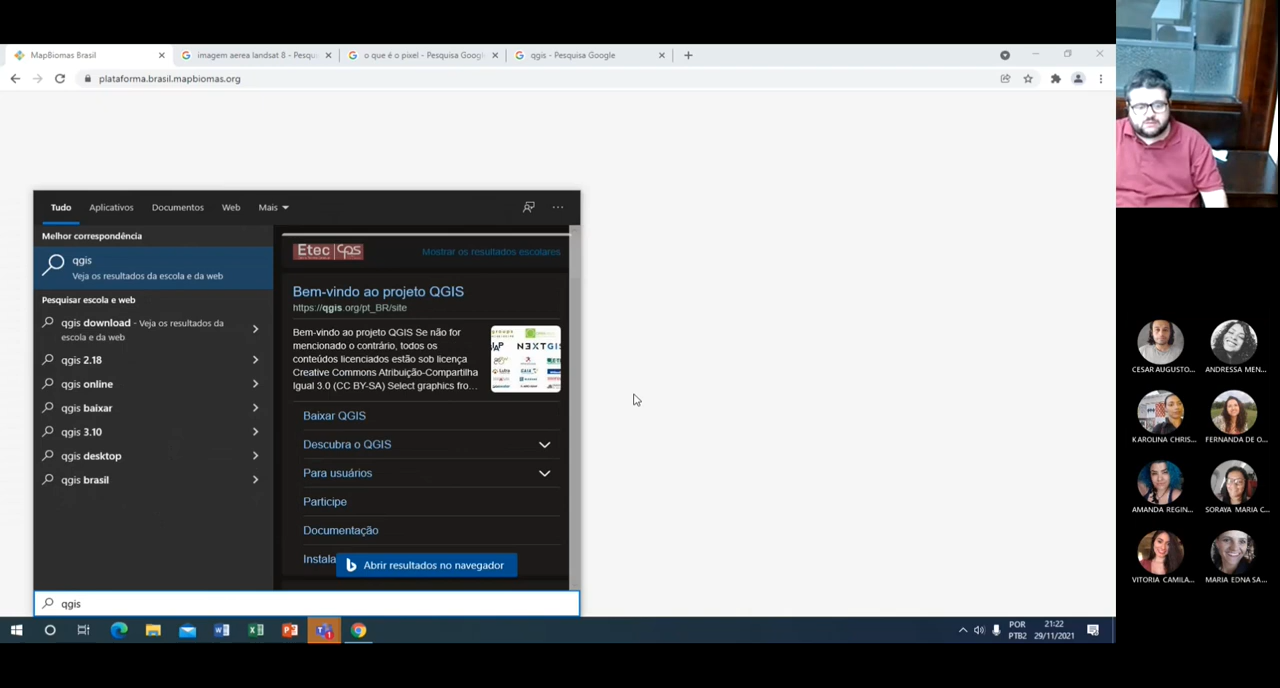 MapBiomas Brasil
imagem aerea landsat 8 - Pesqu
o que é o pixel - Pesquisa Googl
qgis - Pesquisa Google
plataforma.brasil.mapbiomas.org
Tudo
Aplicativos
Documentos
Web
Mais
Melhor correspondência
qgis
Veja os resultados da escola e da web
Pesquisar escola e web
qgis download - Veja os resultados da
escola e da web
qgis 2.18
qgis online
qgis baixar
qgis 3.10
qgis desktop
qgis brasil
Etec
cps
Mostrar os resultados escolares
Bem-vindo ao projeto QGIS
https://qgis.org/pt_BR/site
Bem-vindo ao projeto QGIS Se não for
mencionado o contrário, todos os
conteúdos licenciados estão sob licença
Creative Commons Atribuição-Compartilha
Igual 3.0 (CC BY-SA) Select graphics fro...
NEXTGIS
Baixar QGIS
Descubra o QGIS
Para usuários
Participe
Documentação
Instala
Abrir resultados no navegador
qgis
POR
PTB2
21:22
29/11/2021
CESAR AUGUSTO...
ANDRESSA MEN...
KAROLINA CHRIS...
FERNANDA DE O...
AMANDA REGIN...
SORAYA MARIA C...
VITORIA CAMILA...
MARIA EDNA SA...